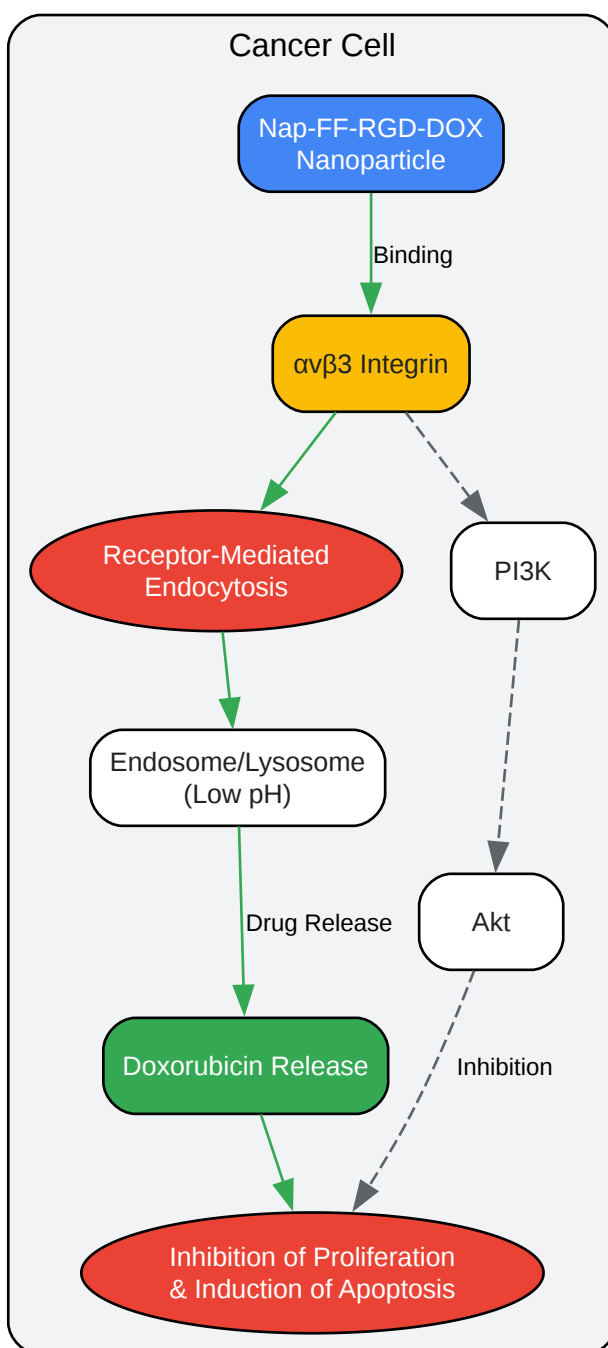 Cancer Cell
Nap-FF-RGD-DOX
Nanoparticle
Binding
αvβ3 Integrin
Receptor-Mediated
Endocytosis
PI3K
Endosome/Lysosome
(Low pH)
Akt
Drug Release
Doxorubicin Release
Inhibition
Inhibition of Proliferation
& Induction of Apoptosis